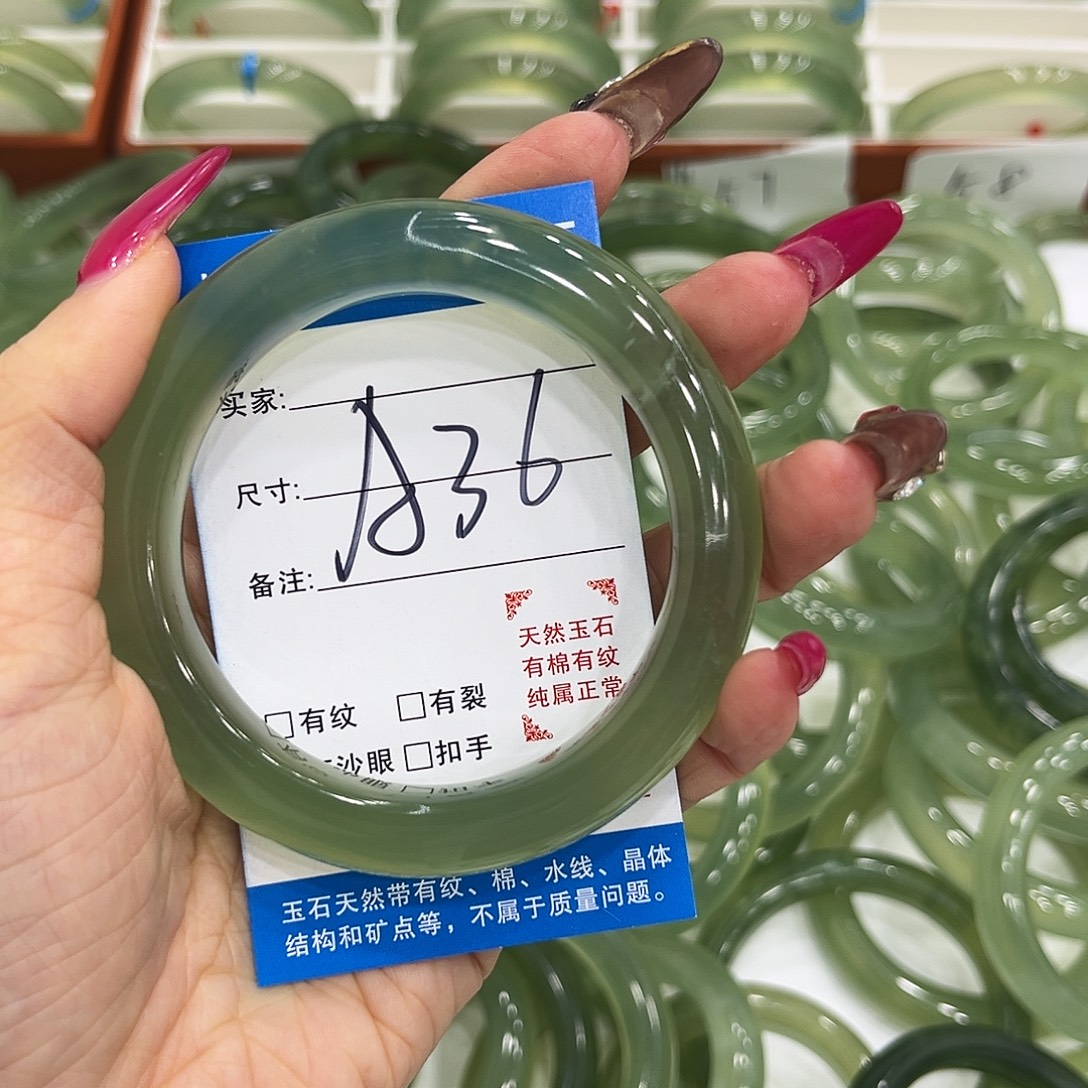 买家:
A36
尺寸:
备注:
天然玉石
有棉有纹
纯属正常
□有纹 □有裂
沙眼 □扣手
玉石天然带有纹、棉、水线、晶体
结构和矿点等，不属于质量问题。